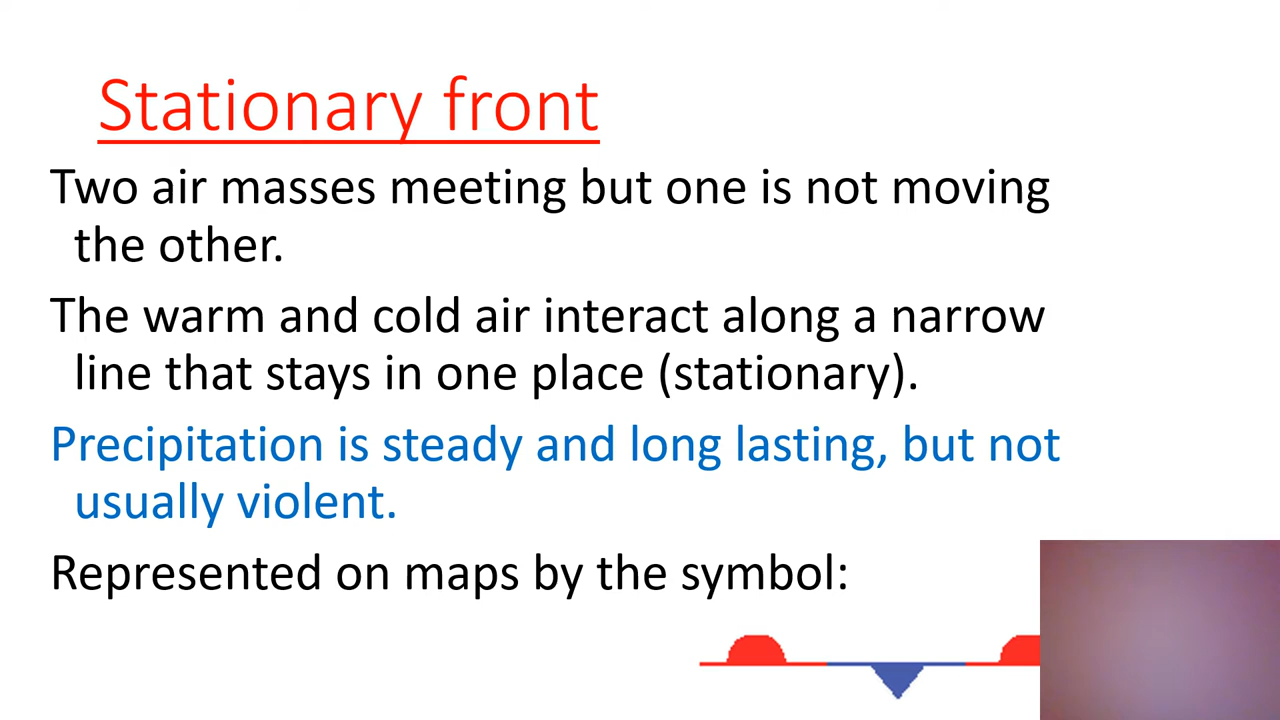 Stationary front
Two air masses meeting but one is not moving
the other.
The warm and cold air interact along a narrow
line that stays in one place (stationary).
Precipitation is steady and long lasting, but not
usually violent.
Represented on maps by the symbol: